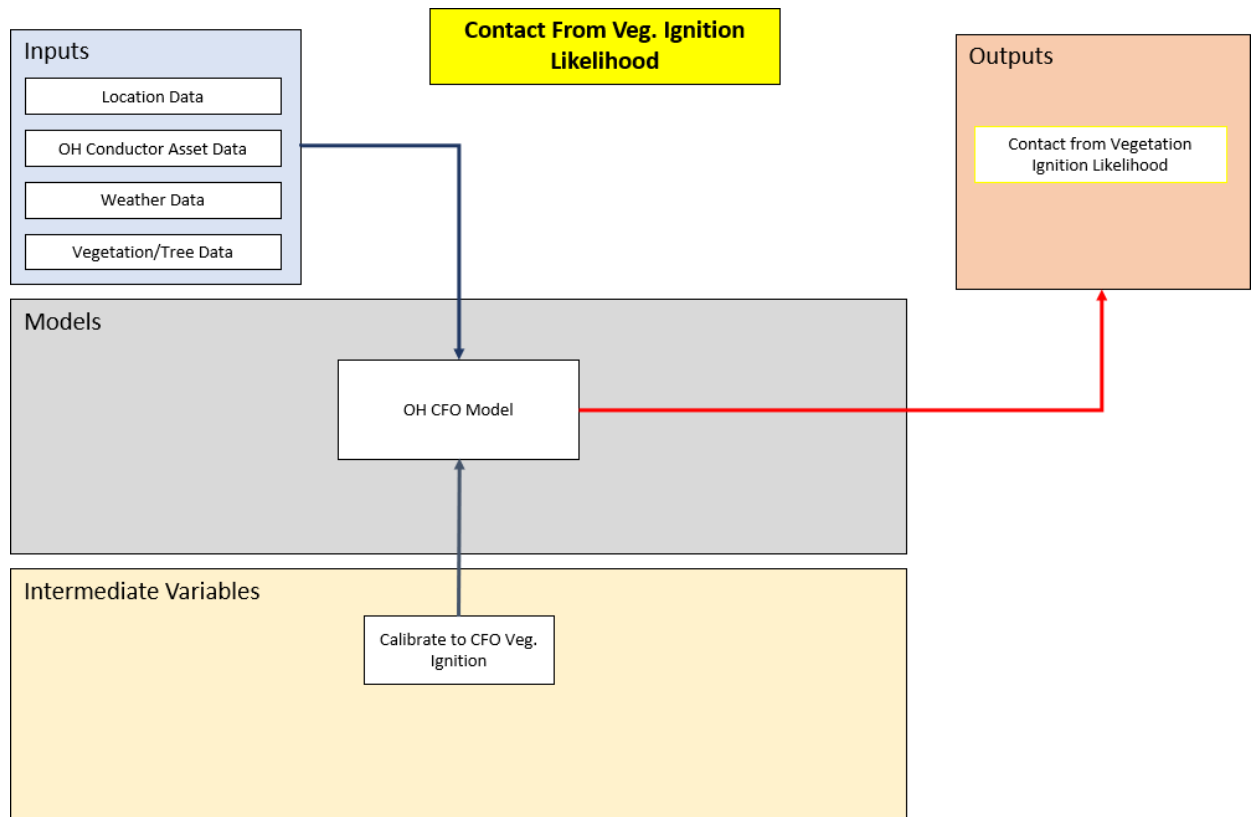 Contact From Veg. Ignition
Likelihood
Inputs
Location Data
OH Conductor Asset Data
Weather Data
Vegetation/Tree Data
Outputs
Contact from Vegetation
Ignition Likelihood
Models
OH CFO Model
Intermediate Variables
Calibrate to CFO Veg.
Ignition